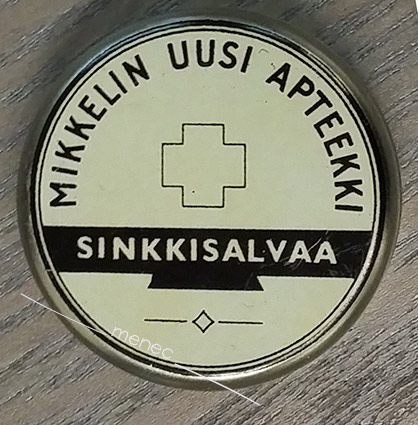 MIKKELIN UUSI APTEEKKI
SINKKISALVAA
menec